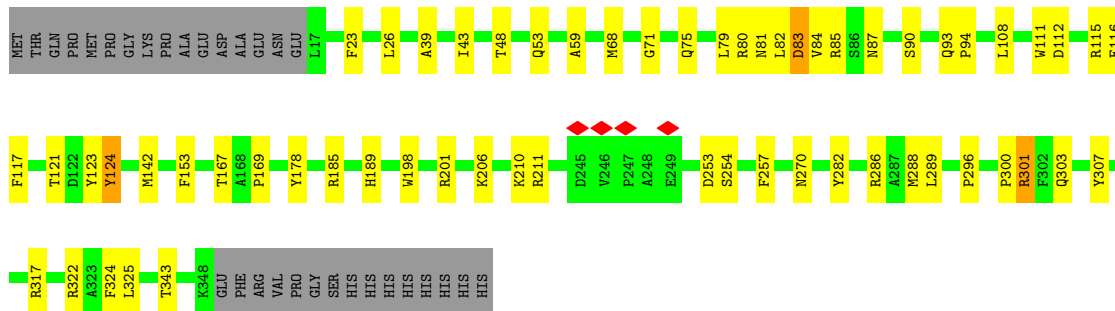 MET THR GLN PRO MET PRO GLY LYS PRO ALA GLU ASP ALA GLU ASN GLU L17 F23 L26 A39 I43 T48 Q53 A59 M68 G71 Q75 L79 R80 N81 L82 D83 V84 R85 S86 N87 S90 Q93 P94 L108 W111 D112 R115
F117 T121 D122 Y123 Y124 M142 F153 T167 A168 P169 Y178 R185 H189 W198 R201 K206 K210 R211 D245 V246 P247 A248 E249 D253 S254 F257 N270 Y282 R286 A287 M288 L289 P296 P300 R301 F302 Q303 Y307
R317 R322 A323 F324 L325 T343 K348 GLU PHE ARG VAL PRO GLY SER HIS HIS HIS HIS HIS HIS HIS HIS